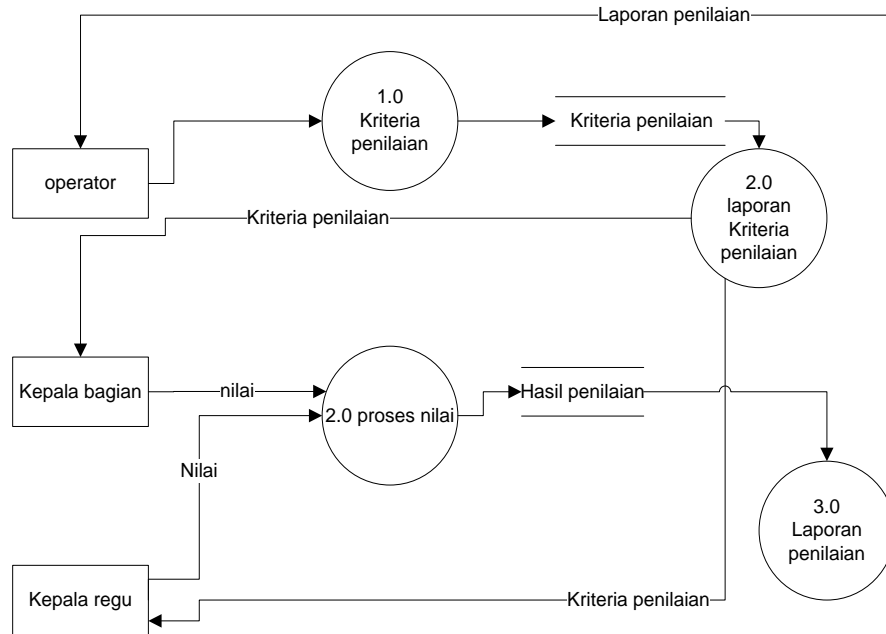 Laporan penilaian
1.0
Kriteria
penilaian
Kriteria penilaian
operator
2.0
laporan
Kriteria
penilaian
Kriteria penilaian
Kepala bagian
nilai
2.0 proses nilai
Hasil penilaian
Nilai
3.0
Laporan
penilaian
Kepala regu
Kriteria penilaian